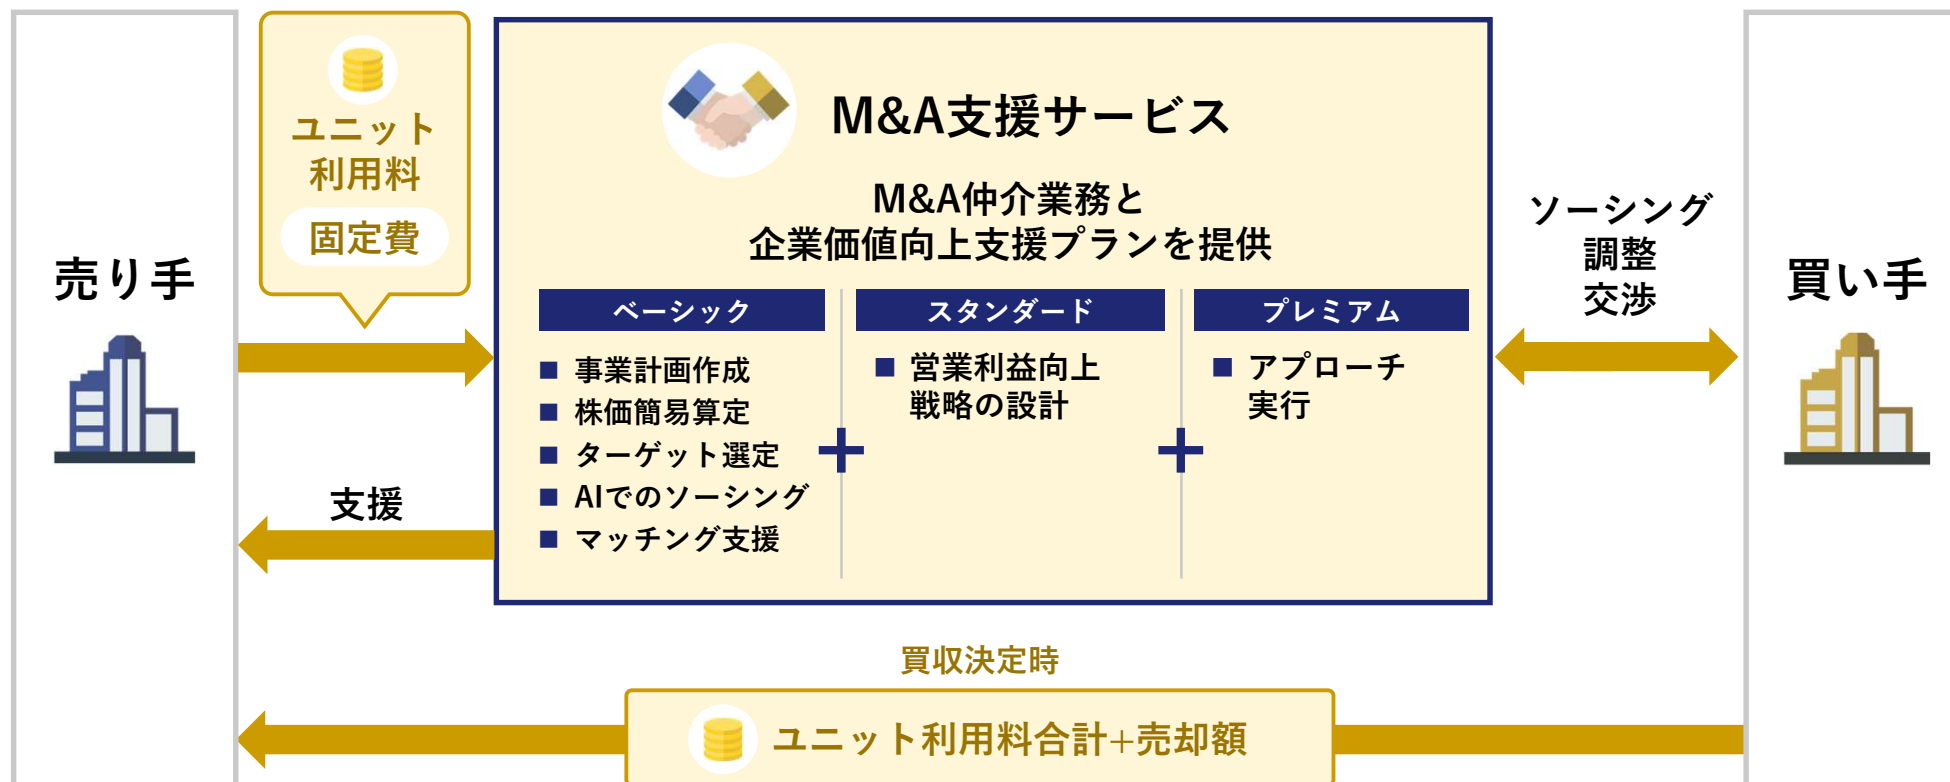 売り手
ユニット
利用料
固定費
支援
M&A支援サービス
M&A仲介業務と
企業価値向上支援プランを提供
ベーシック
■ 事業計画作成
■ 株価簡易算定
■ ターゲット選定
■ AIでのソーシング
■ マッチング支援
+
スタンダード
■ 営業利益向上
戦略の設計
+
プレミアム
■ アプローチ
実行
ソーシング
調整
交渉
買い手
買収決定時
ユニット利用料合計+売却額